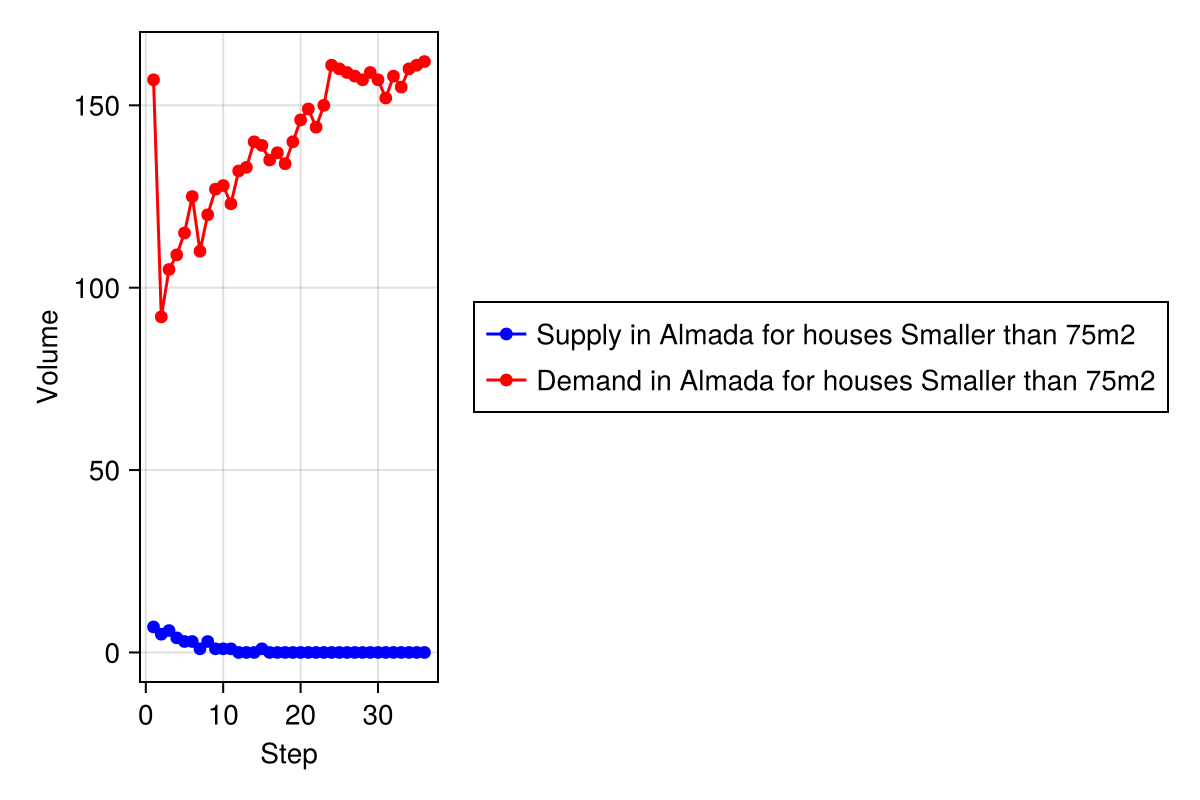 150
100
50
0
Volume
0 10 20 30
Step
Supply in Almada for houses Smaller than 75m2
Demand in Almada for houses Smaller than 75m2